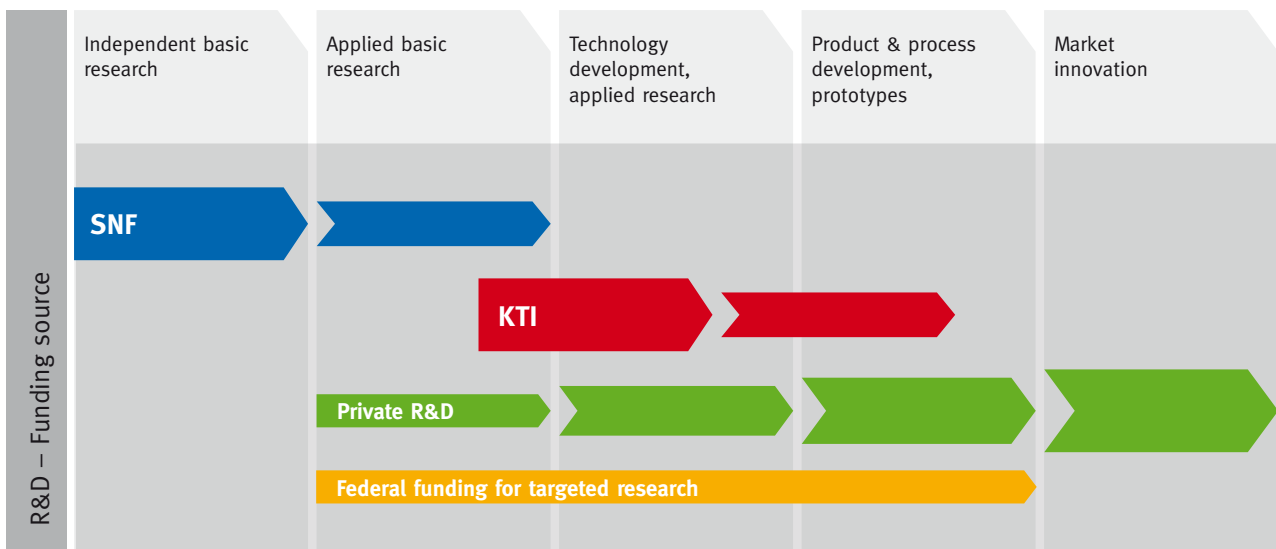 Independent basic
research
Applied basic
research
Technology
development,
applied research
Product & process
development,
prototypes
Market
innovation
R&D – Funding source
SNF
KTI
Private R&D
Federal funding for targeted research